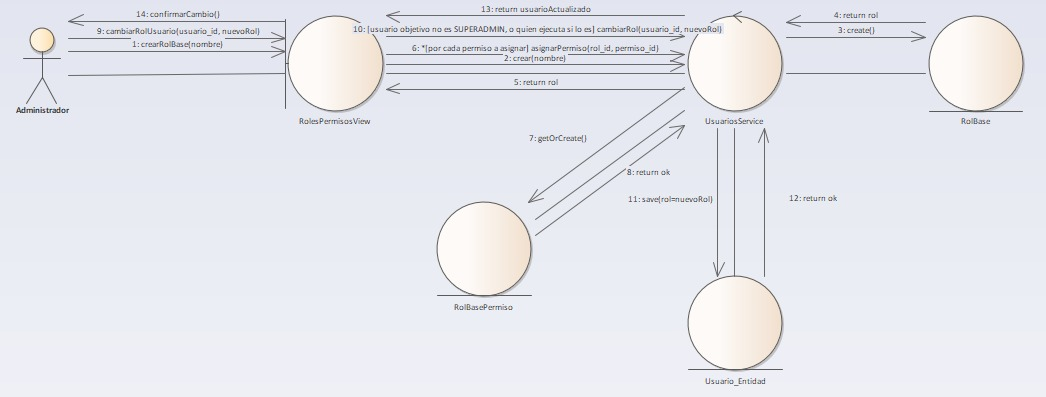 14: confirmarCambio()
9: cambiarRolUsuario(usuario_id, nuevoRol)
1: crearRolBase(nombre)
Administrador
RolesPermisosView
13: return usuarioActualizado
10: [usuario objetivo no es SUPERADMIN, o quien ejecuta si lo es] cambiarRol(usuario_id, nuevoRol)
6: *[por cada permiso a asignar] asignarPermiso(rol_id, permiso_id)
2: crear(nombre)
5: return rol
UsuariosService
4: return rol
3: create()
RolBase
7: getOrCreate()
8: return ok
11: save(rol=nuevoRol)
12: return ok
RolBasePermiso
Usuario_Entidad